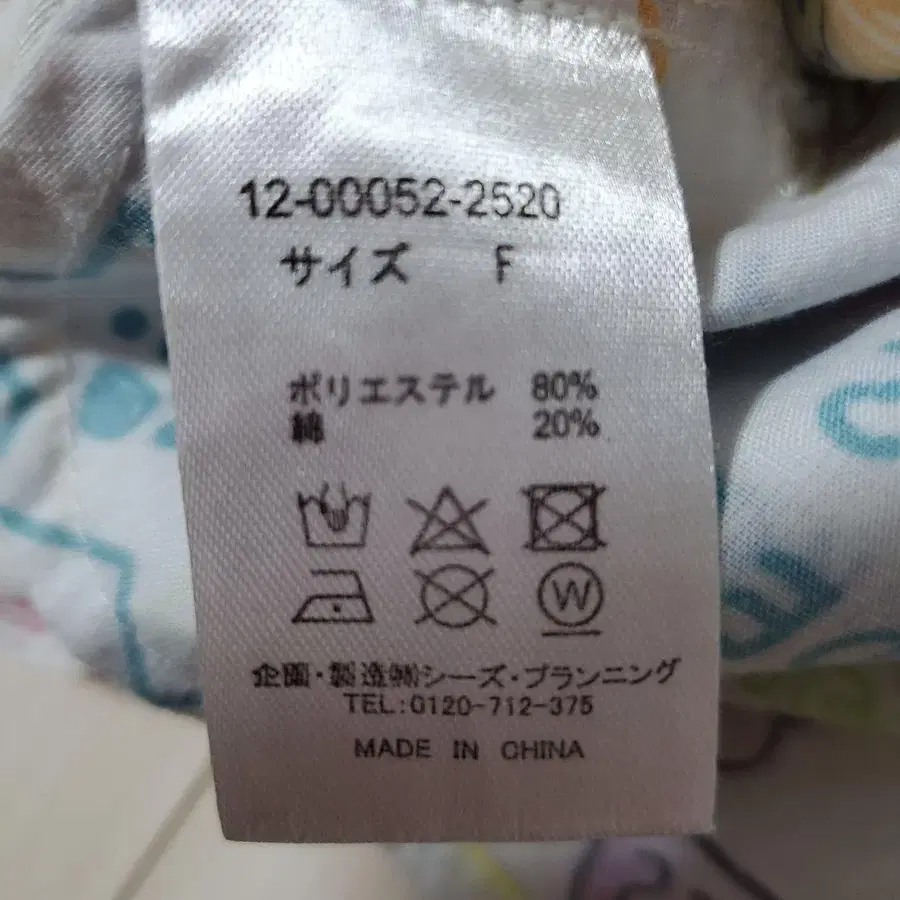 12-00052-2520
サイズ F
ポリエステル 80%
綿 20%
W
企画・製造㈱シーズ・プランニング
TEL:0120-712-375
MADE IN CHINA